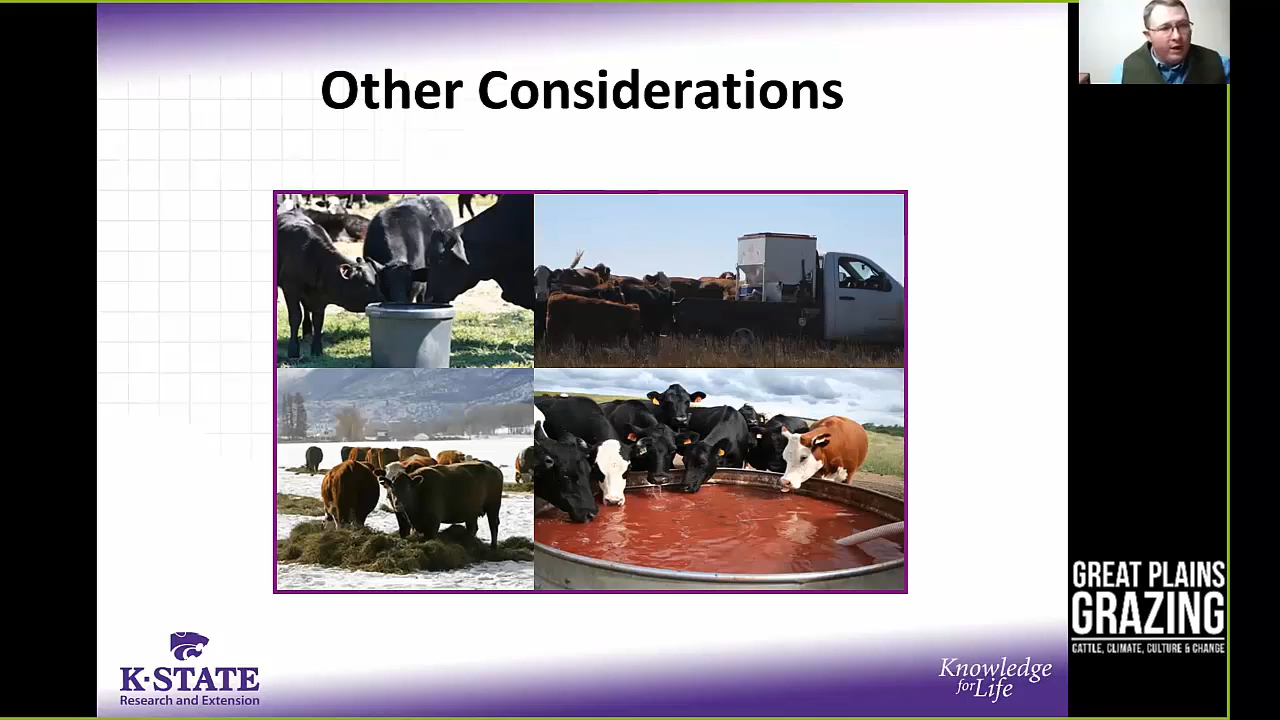 Other Considerations
GREAT PLAINS
GRAZING
CATTLE, CLIMATE, CULTURE & CHANGE
K-STATE
Research and Extension
Knowledge
for Life